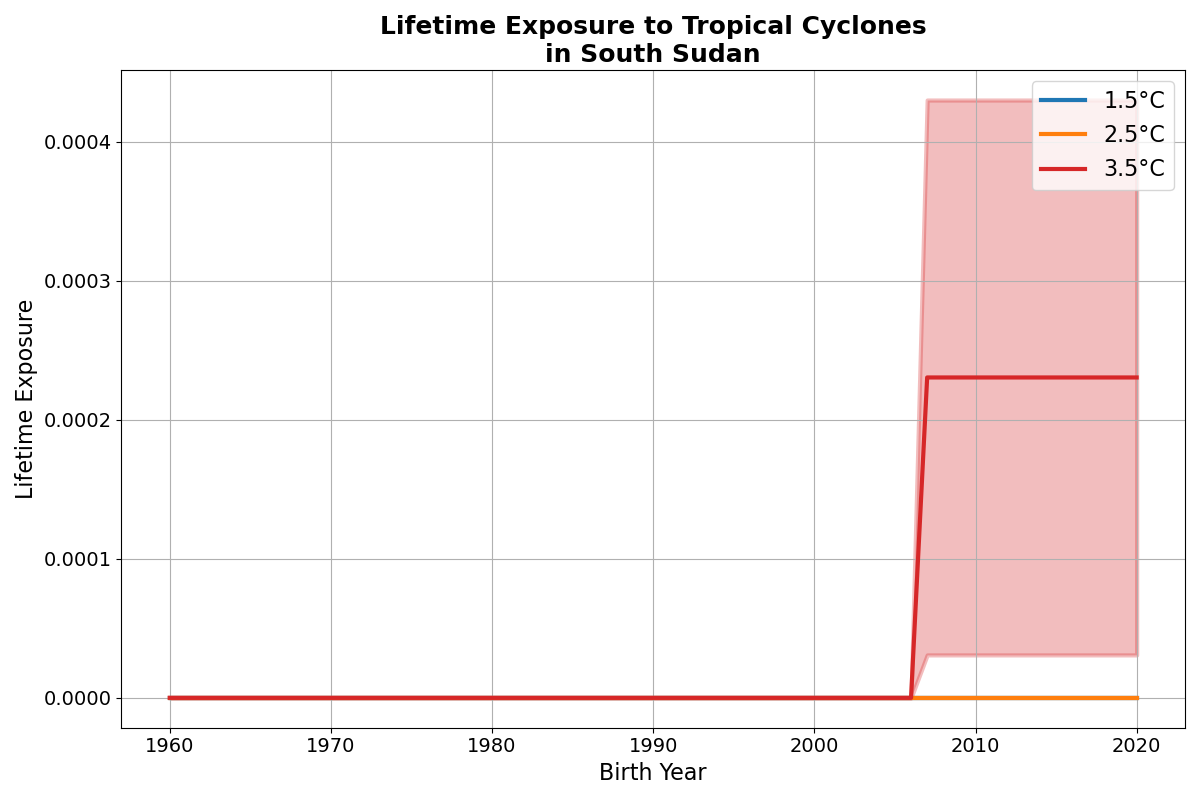 Lifetime Exposure to Tropical Cyclones
in South Sudan
1.5°C
2.5°C
3.5°C
Lifetime Exposure
0.0004
0.0003
0.0002
0.0001
0.0000
1960 1970 1980 1990 2000 2010 2020
Birth Year